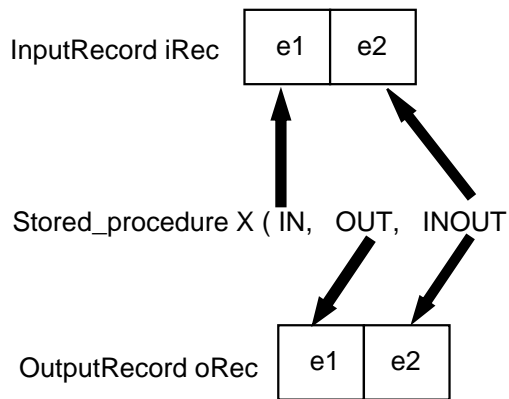 InputRecord iRec e1 e2
Stored_procedure X ( IN, OUT, INOUT
OutputRecord oRec e1 e2